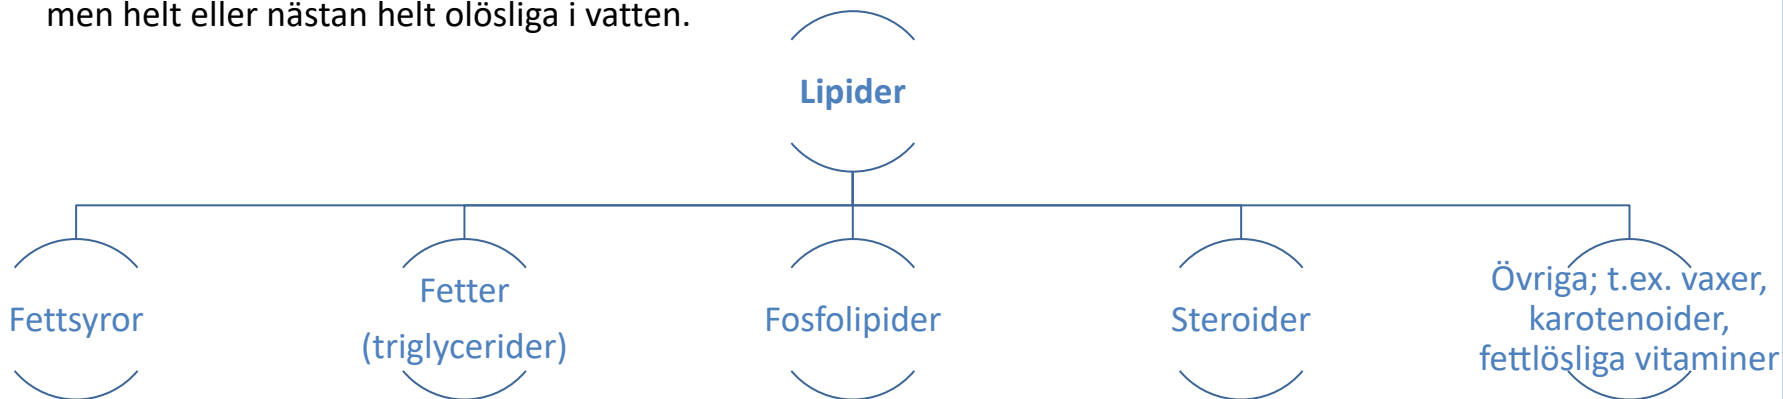 men helt eller nästan helt olösliga i vatten.
Lipider
Fettsyror
Fetter
(triglycerider)
Fosfolipider
Steroider
Övriga; t.ex. vaxer,
karotenoider,
fettlösliga vitaminer